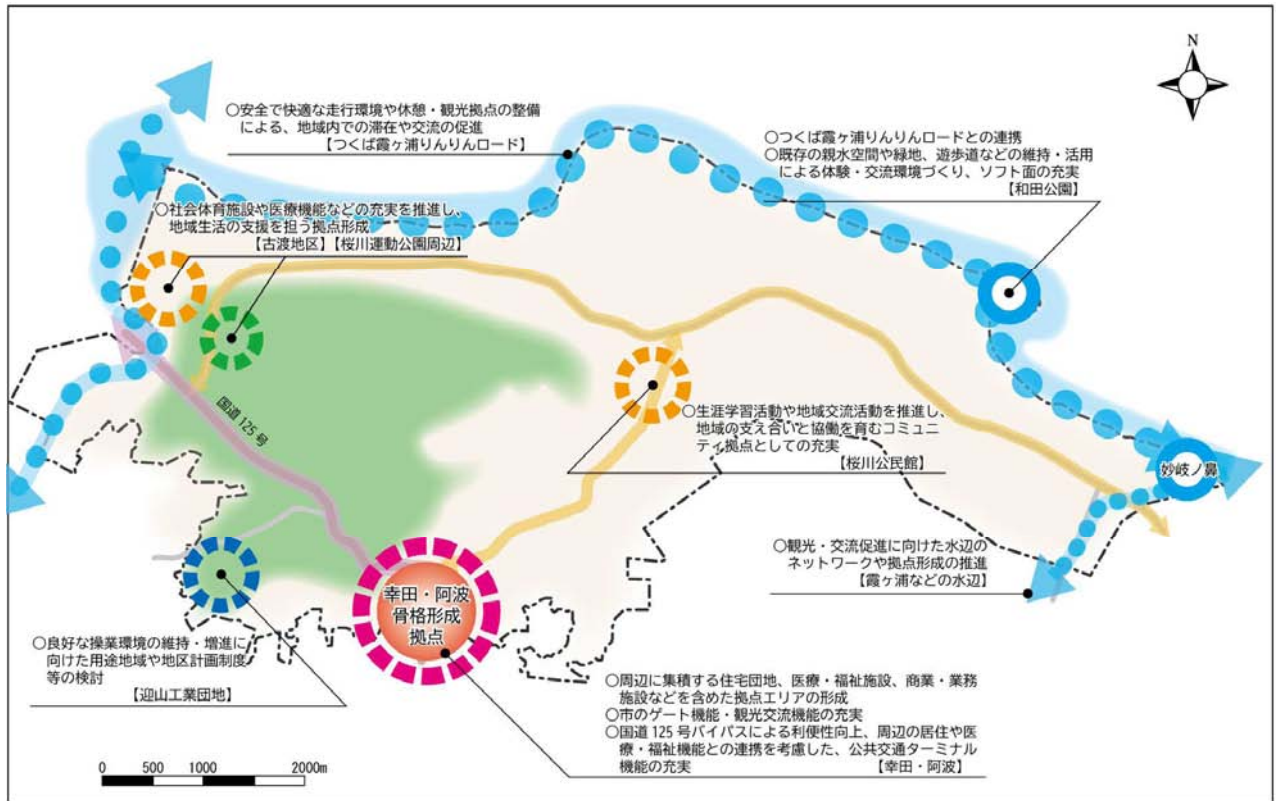 N
○安全で快適な走行環境や休憩・観光拠点の整備
による、地域内での滞在や交流の促進
【つくば霞ヶ浦りんりんロード】
○つくば霞ヶ浦りんりんロードとの連携
○既存の親水空間や緑地、遊歩道などの維持・活用
による体験・交流環境づくり、ソフト面の充実
【和田公園】
○社会体育施設や医療機能などの充実を推進し、
地域生活の支援を担う拠点形成
【古渡地区】【桜川運動公園周辺】
国道 125 号
○生涯学習活動や地域交流活動を推進し、
地域の支え合いと協働を育むコミュニ
ティ拠点としての充実
【桜川公民館】
妙岐ノ鼻
○観光・交流促進に向けた水辺の
ネットワークや拠点形成の推進
【霞ヶ浦などの水辺】
幸田・阿波
骨格形成
拠点
○良好な操業環境の維持・増進に
向けた用途地域や地区計画制度
等の検討
【迎山工業団地】
○周辺に集積する住宅団地、医療・福祉施設、商業・業務
施設などを含めた拠点エリアの形成
○市のゲート機能・観光交流機能の充実
○国道 125 号バイパスによる利便性向上、周辺の居住や医
療・福祉機能との連携を考慮した、公共交通ターミナル
機能の充実 【幸田・阿波】
0 500 1000 2000m